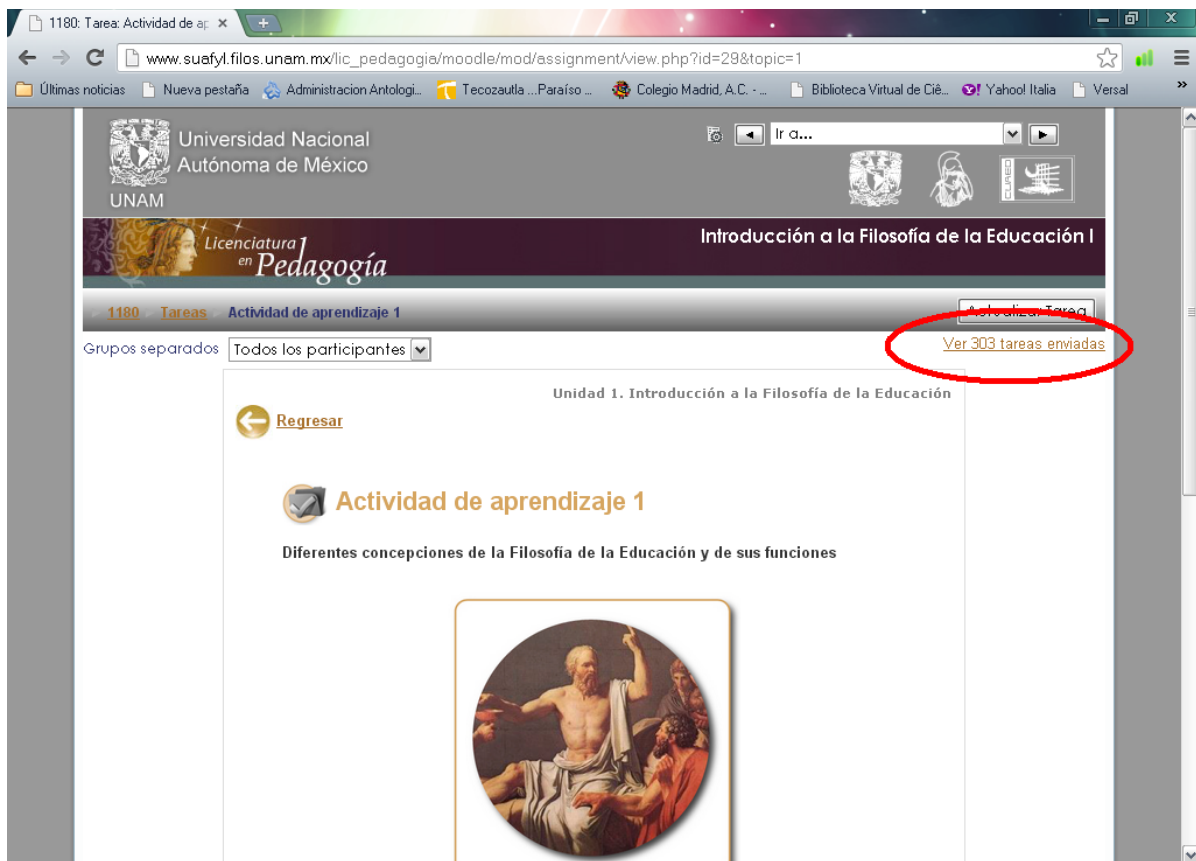 1180: Tarea: Actividad de ap
www.suafyl.filos.unam.mx/lic_pedagogia/moodle/mod/assignment/view.php?id=29&topic=1
Últimas noticias Nueva pestaña Administracion Antologi... Tecozautla ...Paraíso ... Colegio Madrid, A.C. - ... Biblioteca Virtual de Ciê... Yahoo! Italia Versal »
Universidad Nacional
Autónoma de México
UNAM
Ir a...
CUAED
Licenciatura
en Pedagogía
Introducción a la Filosofía de la Educación I
1180 Tareas Actividad de aprendizaje 1
Actualizar Tarea
Grupos separados Todos los participantes
Ver 303 tareas enviadas
Unidad 1. Introducción a la Filosofía de la Educación
Regresar
Actividad de aprendizaje 1
Diferentes concepciones de la Filosofía de la Educación y de sus funciones